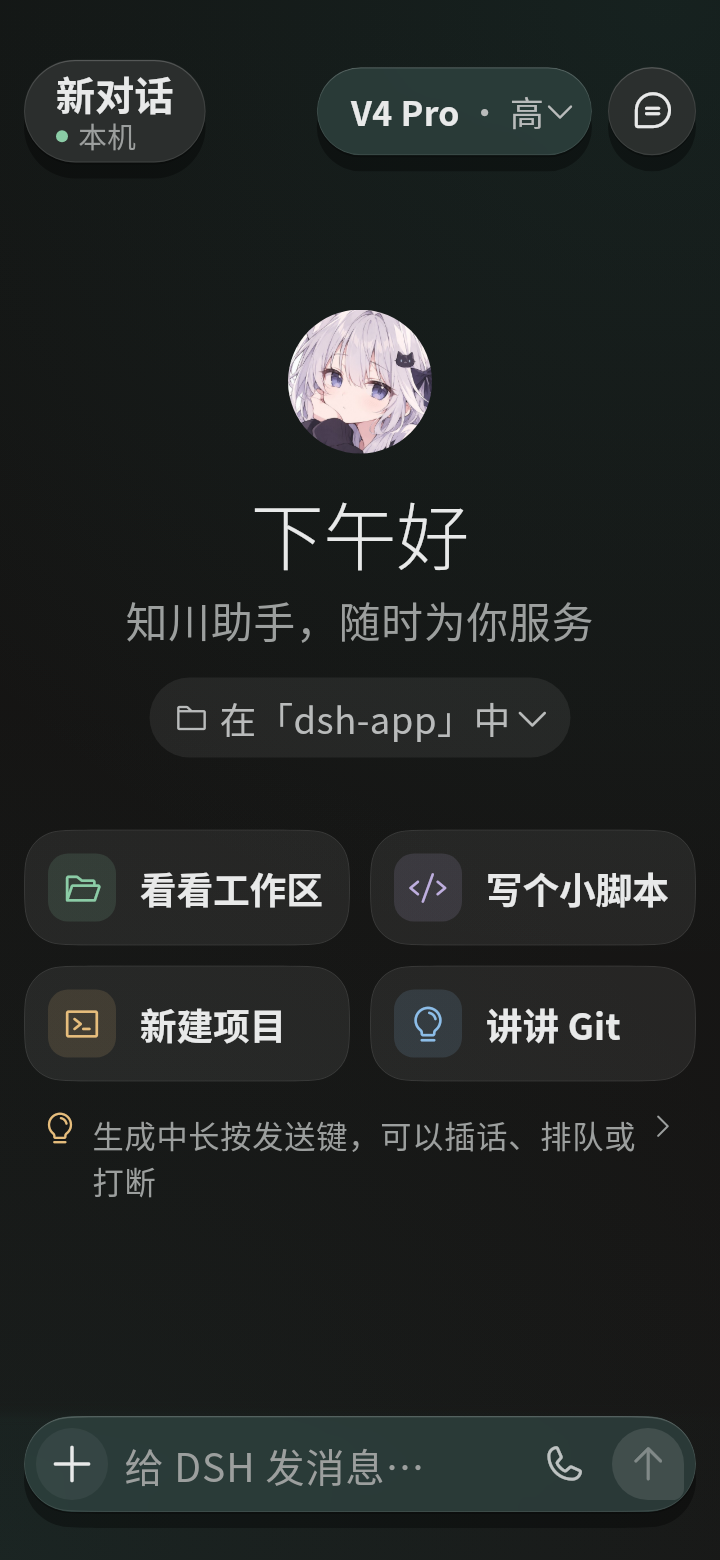 新对话
本机
V4 Pro · 高
下午好
知川助手，随时为你服务
在「dsh-app」中
看看工作区
写个小脚本
新建项目
讲讲 Git
生成中长按发送键，可以插话、排队或
打断
给 DSH 发消息…